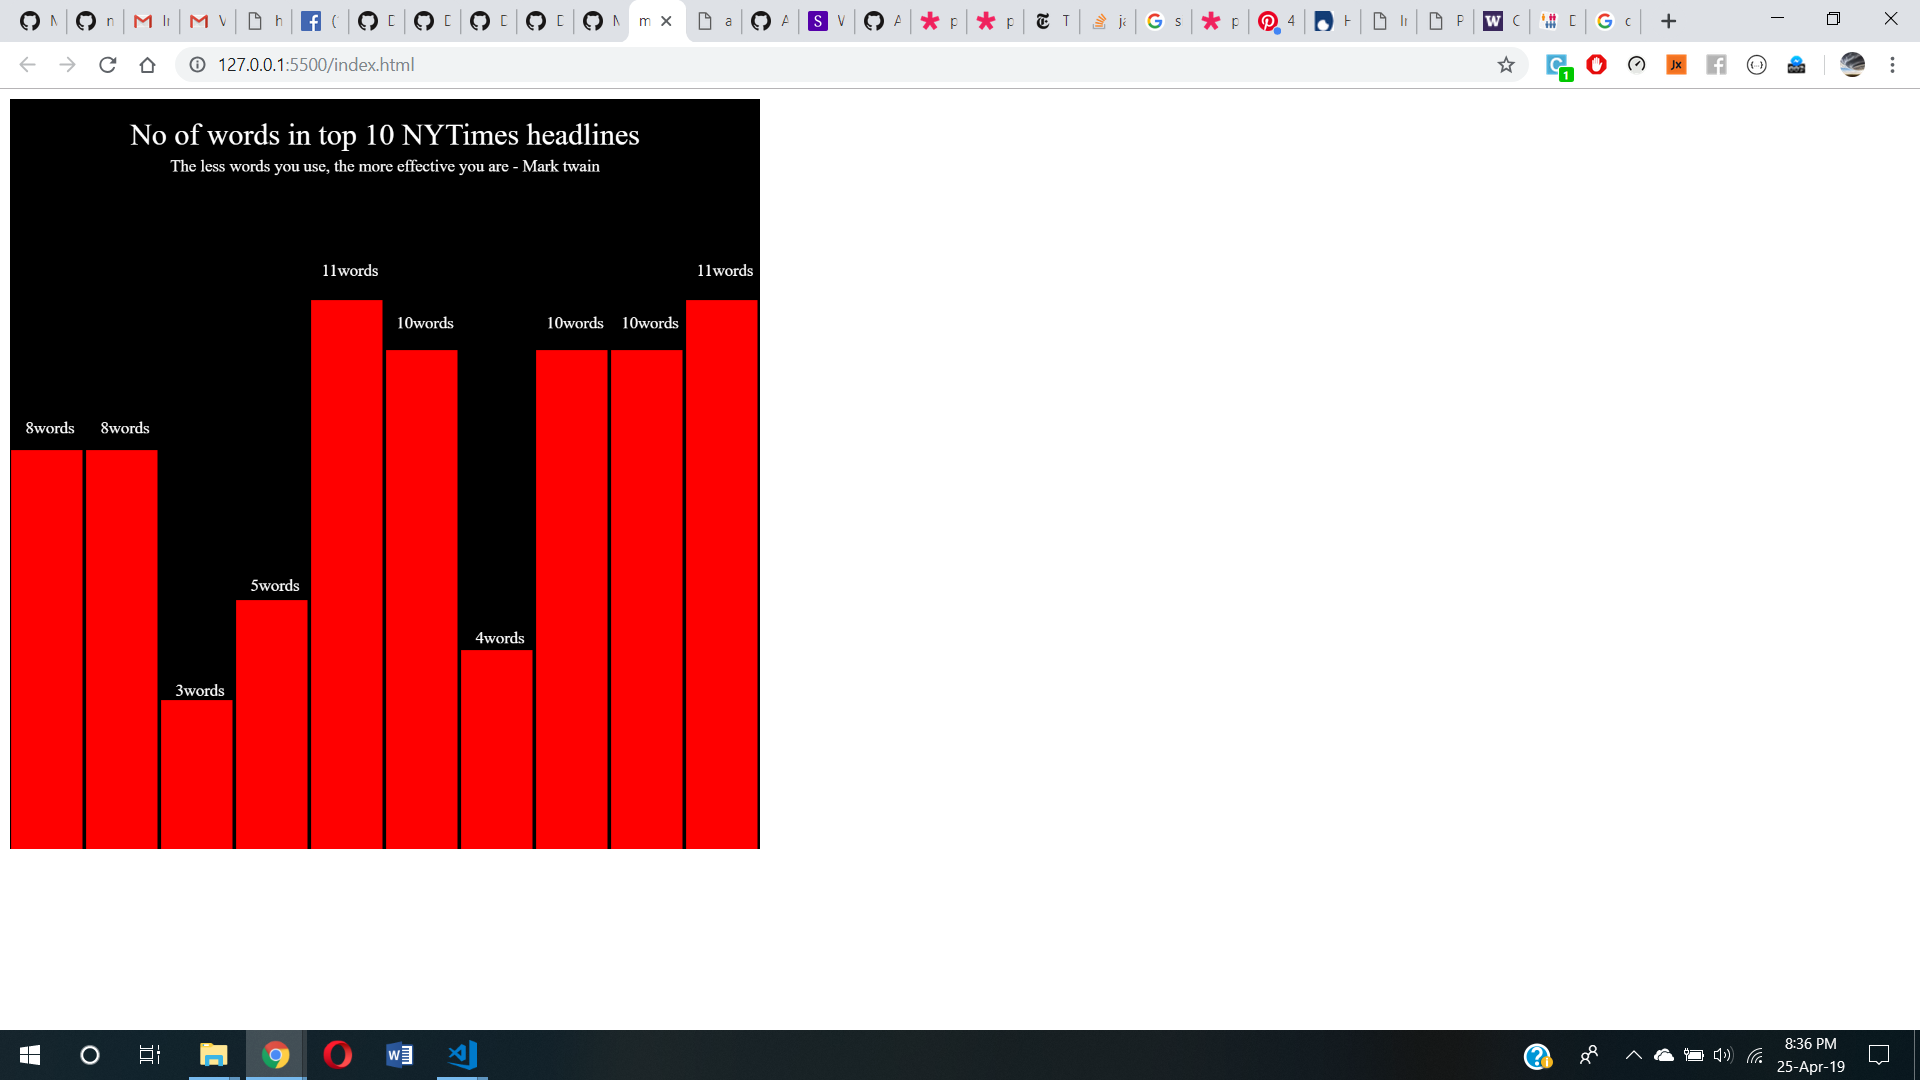 127.0.0.1:5500/index.html
No of words in top 10 NYTimes headlines
The less words you use, the more effective you are - Mark twain
11words
11words
10words
10words
10words
8words
8words
5words
4words
3words
8:36 PM
25-Apr-19